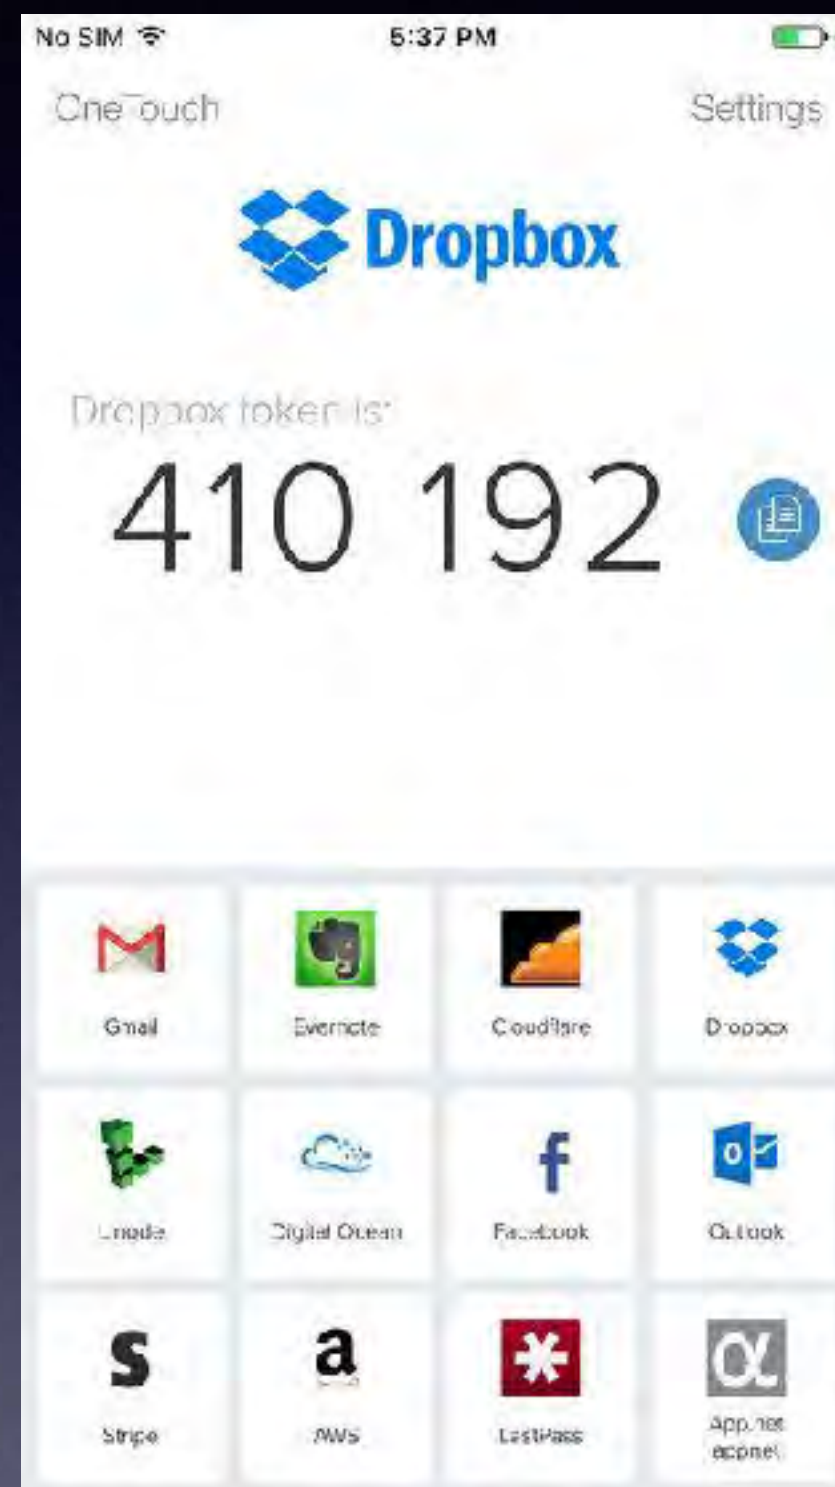 No SIM 5:37 PM
OneTouch Settings
Dropbox
Dropbox token is:
410 192
Gmail Evernote Cloudflare Dropbox
Linode Digital Ocean Facebook Outlook
Stripe AWS LastPass App.net
appnet